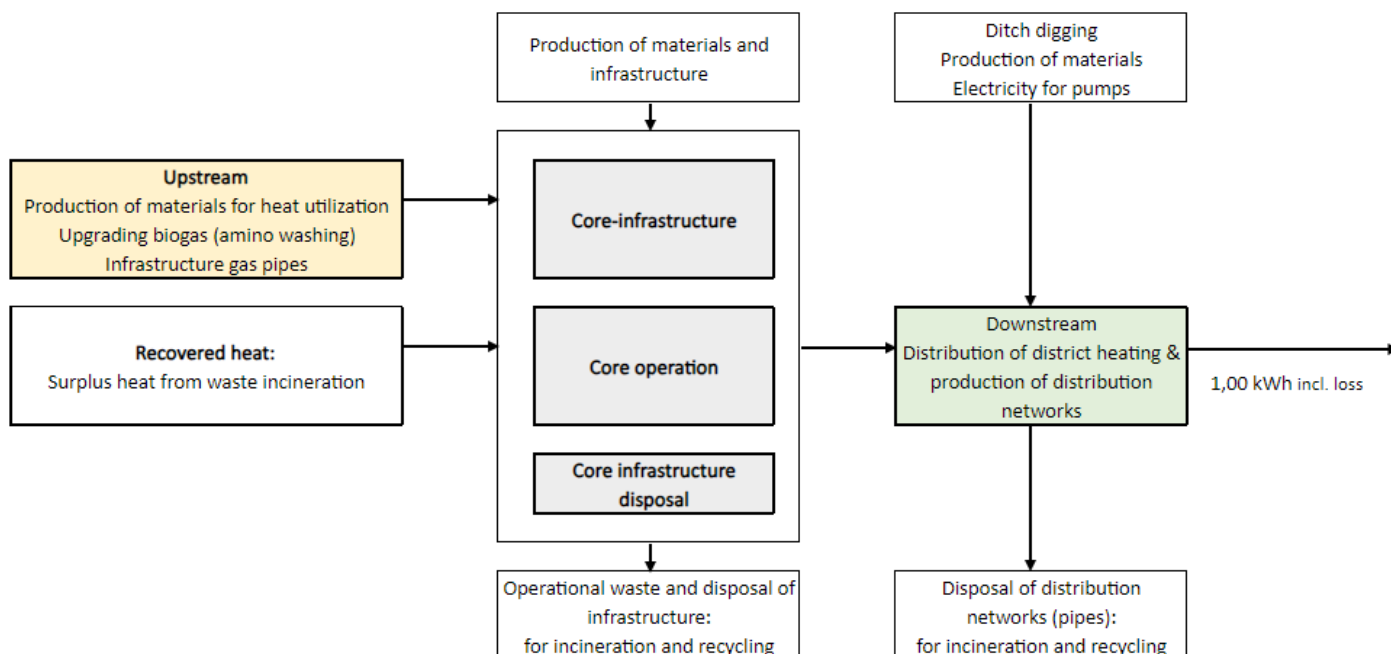 Production of materials and
infrastructure
Ditch digging
Production of materials
Electricity for pumps
Upstream
Production of materials for heat utilization
Upgrading biogas (amino washing)
Infrastructure gas pipes
Recovered heat:
Surplus heat from waste incineration
Core-infrastructure
Core operation
Core infrastructure
disposal
Downstream
Distribution of district heating &
production of distribution
networks
1,00 kWh incl. loss
Operational waste and disposal of
infrastructure:
for incineration and recycling
Disposal of distribution
networks (pipes):
for incineration and recycling